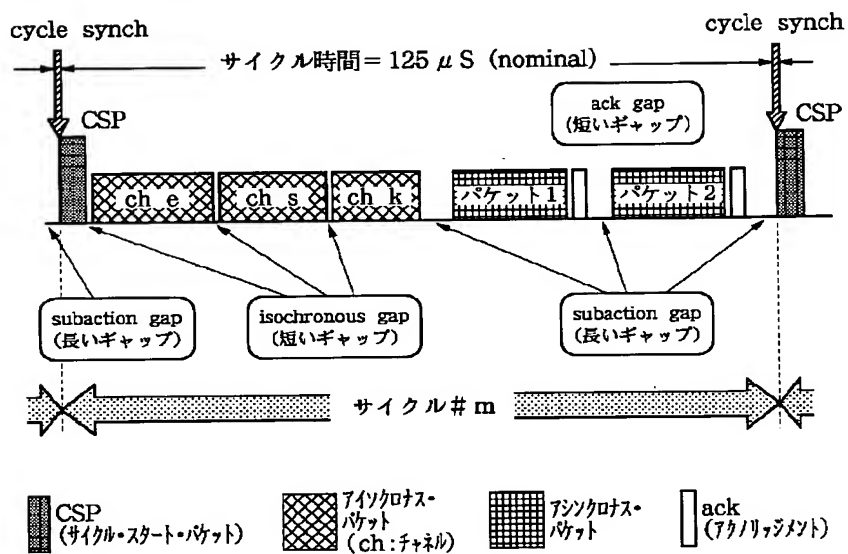 cycle synch
cycle synch
サイクル時間＝125 μS (nominal)
CSP
ack gap
(短いギャップ)
CSP
ch e
ch s
ch k
パケット1
パケット2
subaction gap
(長いギャップ)
isochronous gap
(短いギャップ)
subaction gap
(長いギャップ)
サイクル＃m
CSP
(サイクル・スタート・パケット)
アイソクロナス・
パケット
(ch:チャネル)
アシンクロナス・
パケット
ack
(アクノリッジメント)